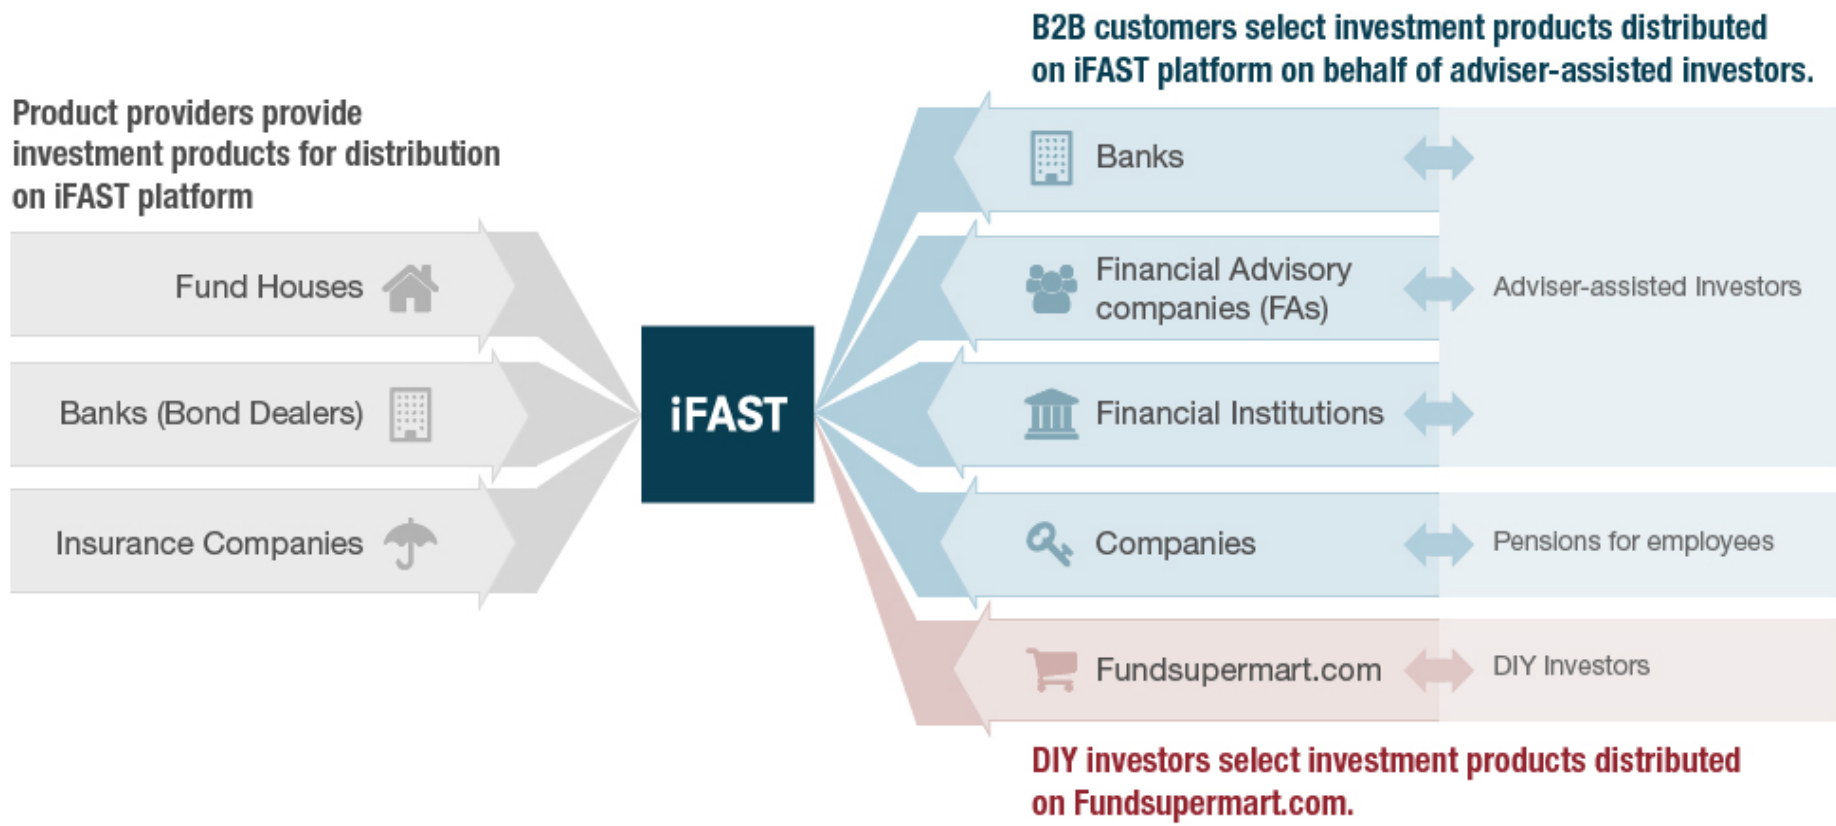 Product providers provide
investment products for distribution
on iFAST platform
Fund Houses
Banks (Bond Dealers)
Insurance Companies
iFAST
B2B customers select investment products distributed
on iFAST platform on behalf of adviser-assisted investors.
Banks
Financial Advisory
companies (FAs)
Adviser-assisted Investors
Financial Institutions
Companies
Pensions for employees
Fundsupermart.com
DIY Investors
DIY investors select investment products distributed
on Fundsupermart.com.